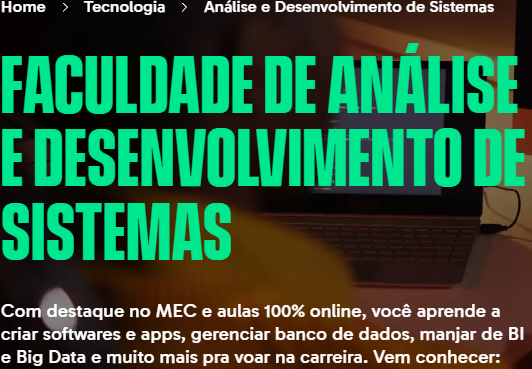 Home > Tecnologia > Análise e Desenvolvimento de Sistemas
FACULDADE DE ANÁLISE
E DESENVOLVIMENTO DE
SISTEMAS
Com destaque no MEC e aulas 100% online, você aprende a
criar softwares e apps, gerenciar banco de dados, manjar de BI
e Big Data e muito mais pra voar na carreira. Vem conhecer: